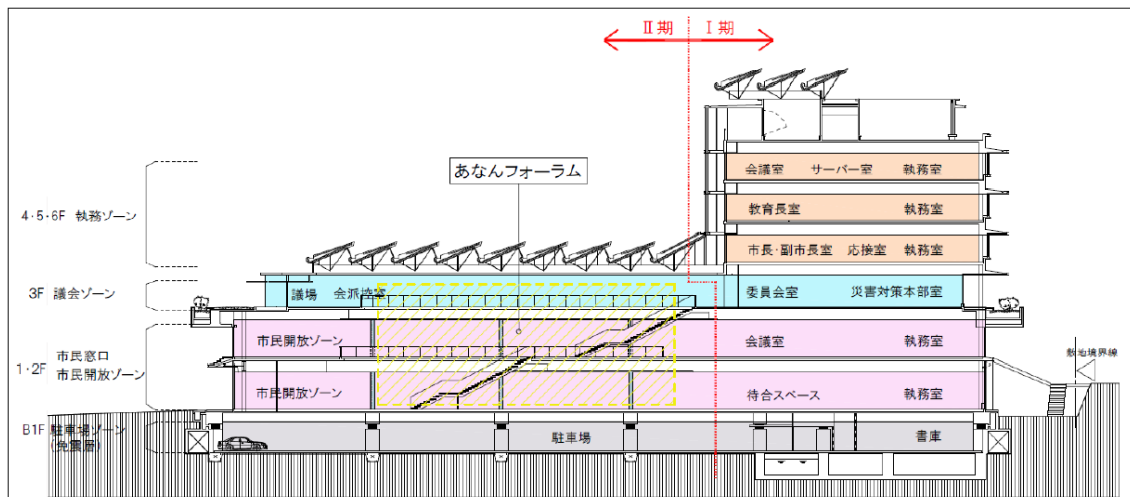 Ⅱ期 Ⅰ期
あなんフォーラム
4・5・6F 執務ゾーン
会議室 サーバー室 執務室
教育長室 執務室
市長・副市長室 応接室 執務室
3F 議会ゾーン
議場 会派控室 委員会室 災害対策本部室
1・2F 市民窓口
市民開放ゾーン
市民開放ゾーン 会議室 執務室
敷地境界線
市民開放ゾーン 待合スペース 執務室
B1F 駐車場ゾーン
(免震層)
駐車場 書庫